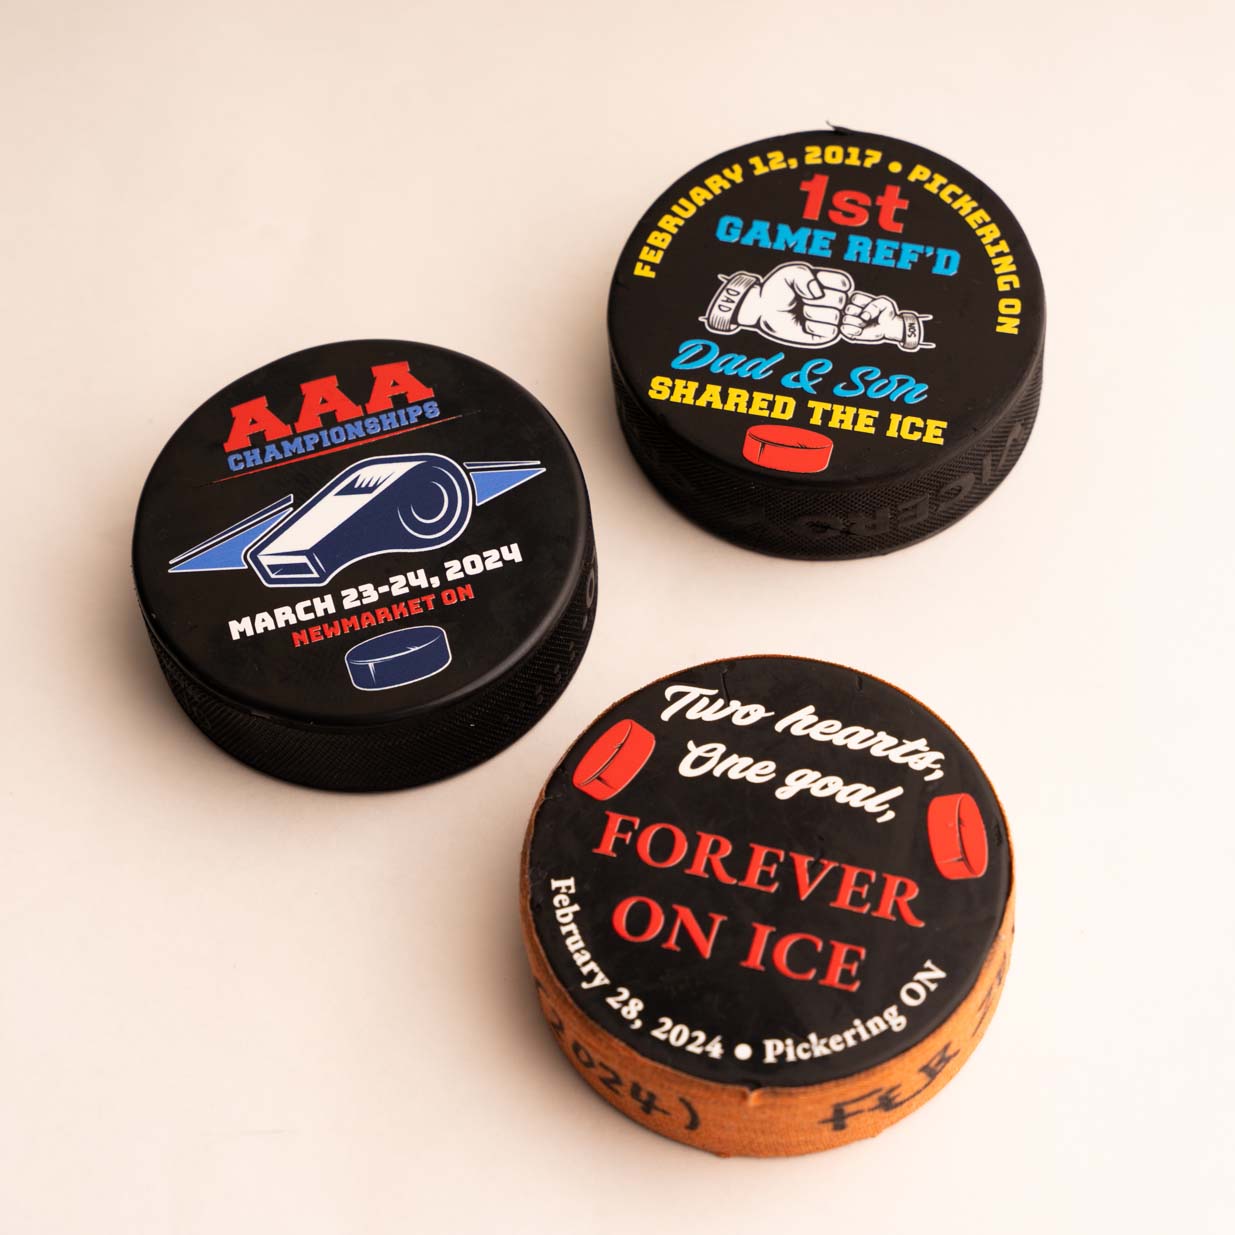 FEBRUARY 12, 2017 • PICKERING ON
1st
GAME REF'D
DAD
SON
Dad & Son
SHARED THE ICE
AAA
CHAMPIONSHIPS
MARCH 23-24, 2024
NEWMARKET ON
Two hearts,
One goal,
FOREVER
ON ICE
February 28, 2024 • Pickering ON
2024) FEB